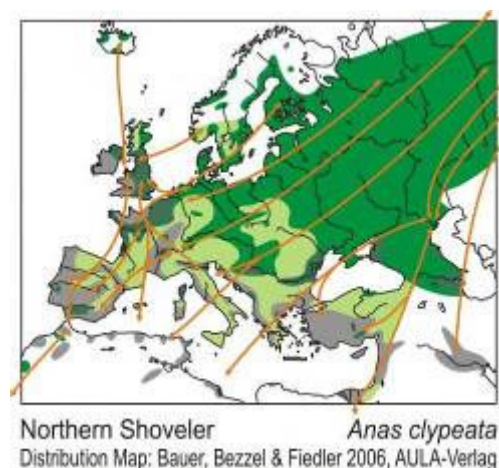 Northern Shoveler Anas clypeata
Distribution Map: Bauer, Bezzel & Fiedler 2006, AULA-Verlag